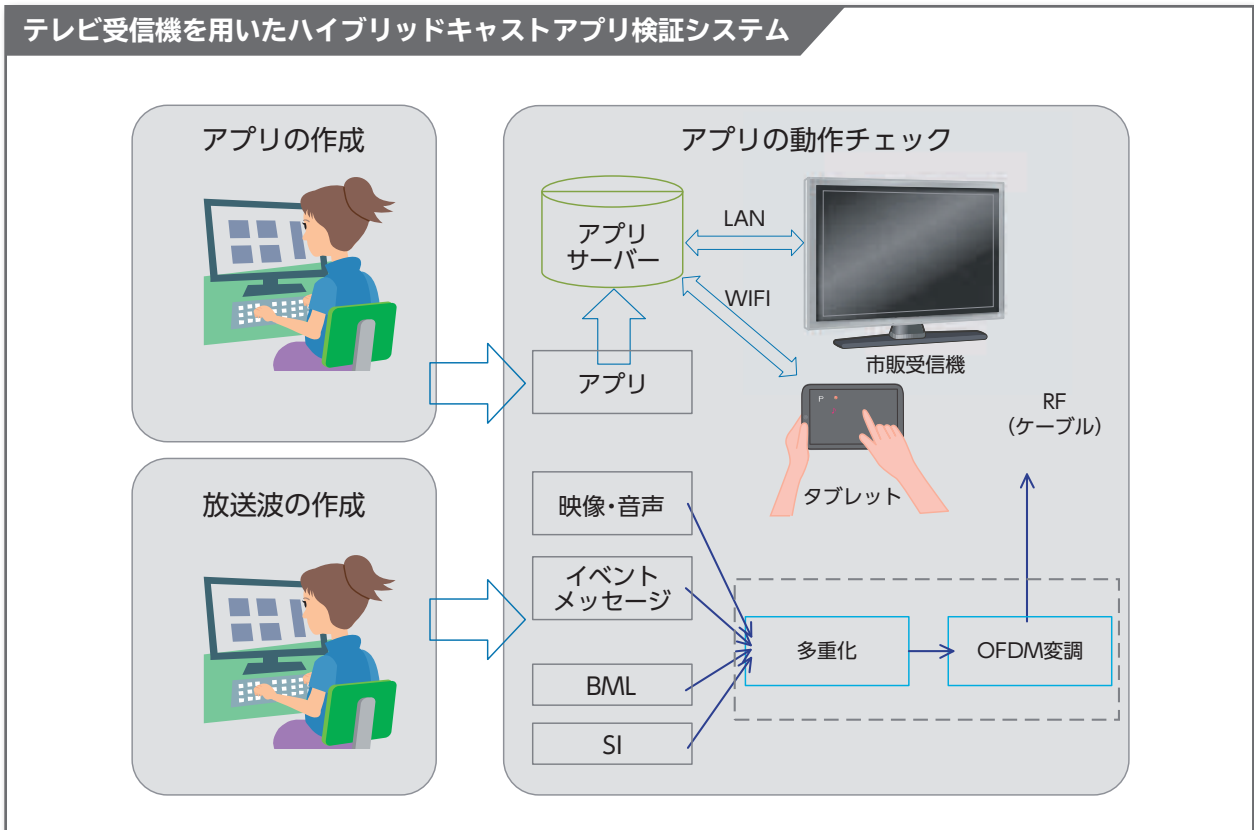 テレビ受信機を用いたハイブリッドキャストアプリ検証システム
アプリの作成
アプリの動作チェック
アプリ
サーバー
LAN
WIFI
市販受信機
アプリ
RF
(ケーブル)
P
タブレット
放送波の作成
映像・音声
イベント
メッセージ
BML
SI
多重化
OFDM変調